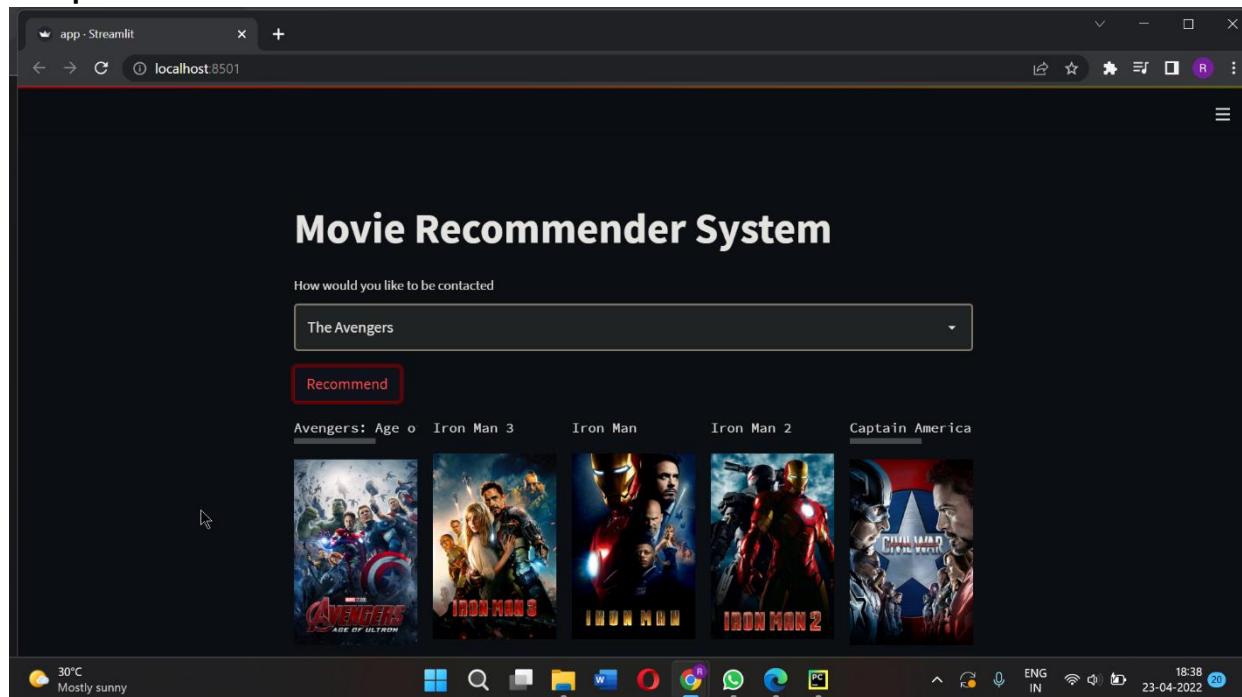 app · Streamlit
localhost:8501
R
Movie Recommender System
How would you like to be contacted
The Avengers
Recommend
Avengers: Age o Iron Man 3 Iron Man Iron Man 2 Captain America
AVENGERS
AGE OF ULTRON
IRON MAN 3
IRON MAN
IRON MAN 2
CIVIL WAR
30°C
Mostly sunny
ENG
IN
18:38
23-04-2022
20